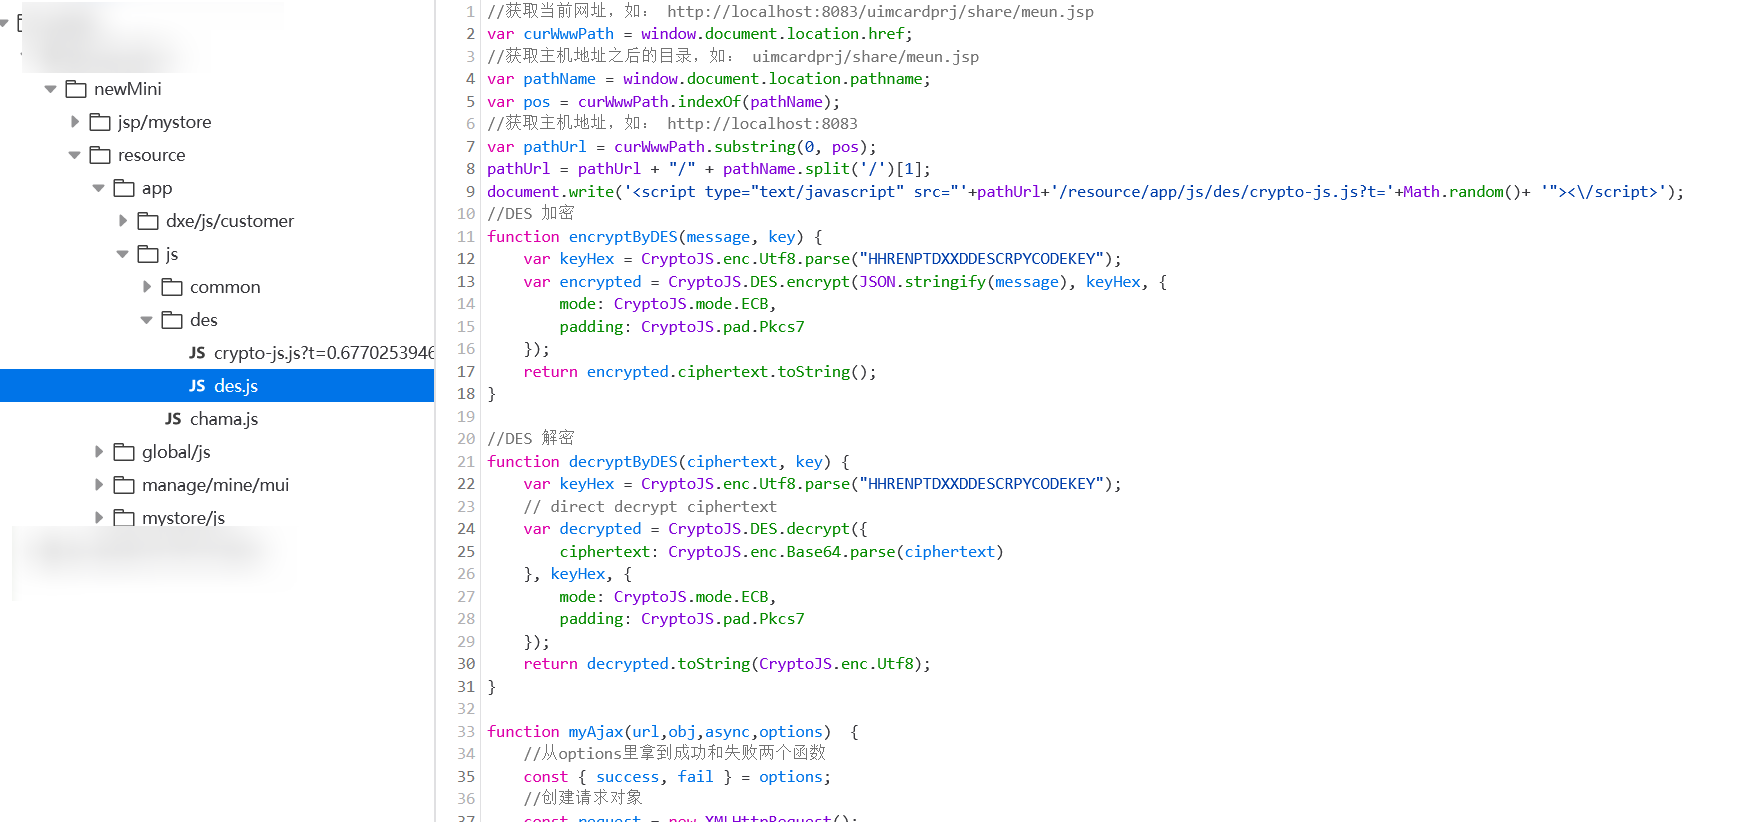 newMini
jsp/mystore
resource
app
dxe/js/customer
js
common
des
JS crypto-js.js?t=0.6770253946
JS des.js
JS chama.js
global/js
manage/mine/mui
mystore/js
1 //获取当前网址，如： http://localhost:8083/uimcardprj/share/meun.jsp
2 var curWwwPath = window.document.location.href;
3 //获取主机地址之后的目录，如： uimcardprj/share/meun.jsp
4 var pathName = window.document.location.pathname;
5 var pos = curWwwPath.indexOf(pathName);
6 //获取主机地址，如： http://localhost:8083
7 var pathUrl = curWwwPath.substring(0, pos);
8 pathUrl = pathUrl + "/" + pathName.split('/')[1];
9 document.write('<script type="text/javascript" src="'+pathUrl+'/resource/app/js/des/crypto-js.js?t='+Math.random()+ '"><\/script>');
10 //DES 加密
11 function encryptByDES(message, key) {
12 var keyHex = CryptoJS.enc.Utf8.parse("HHRENPTDXXDDESCRPYCODEKEY");
13 var encrypted = CryptoJS.DES.encrypt(JSON.stringify(message), keyHex, {
14 mode: CryptoJS.mode.ECB,
15 padding: CryptoJS.pad.Pkcs7
16 });
17 return encrypted.ciphertext.toString();
18 }
19
20 //DES 解密
21 function decryptByDES(ciphertext, key) {
22 var keyHex = CryptoJS.enc.Utf8.parse("HHRENPTDXXDDESCRPYCODEKEY");
23 // direct decrypt ciphertext
24 var decrypted = CryptoJS.DES.decrypt({
25 ciphertext: CryptoJS.enc.Base64.parse(ciphertext)
26 }, keyHex, {
27 mode: CryptoJS.mode.ECB,
28 padding: CryptoJS.pad.Pkcs7
29 });
30 return decrypted.toString(CryptoJS.enc.Utf8);
31 }
32
33 function myAjax(url,obj,async,options) {
34 //从options里拿到成功和失败两个函数
35 const { success, fail } = options;
36 //创建请求对象
37 const request = new XMLHttpRequest();